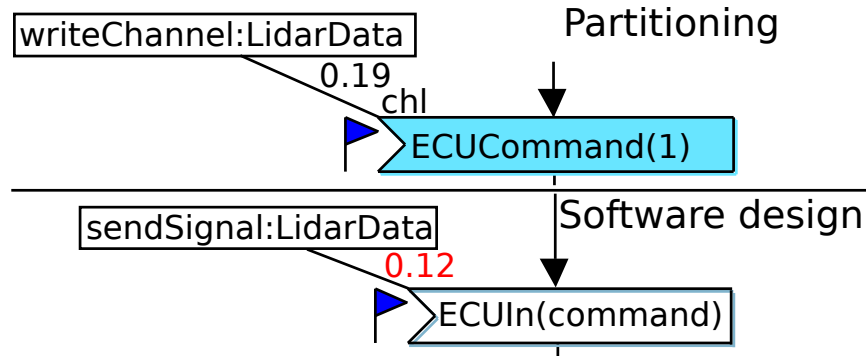 Partitioning
writeChannel:LidarData
0.19
chl
ECUCommand(1)
Software design
sendSignal:LidarData
0.12
ECUIn(command)